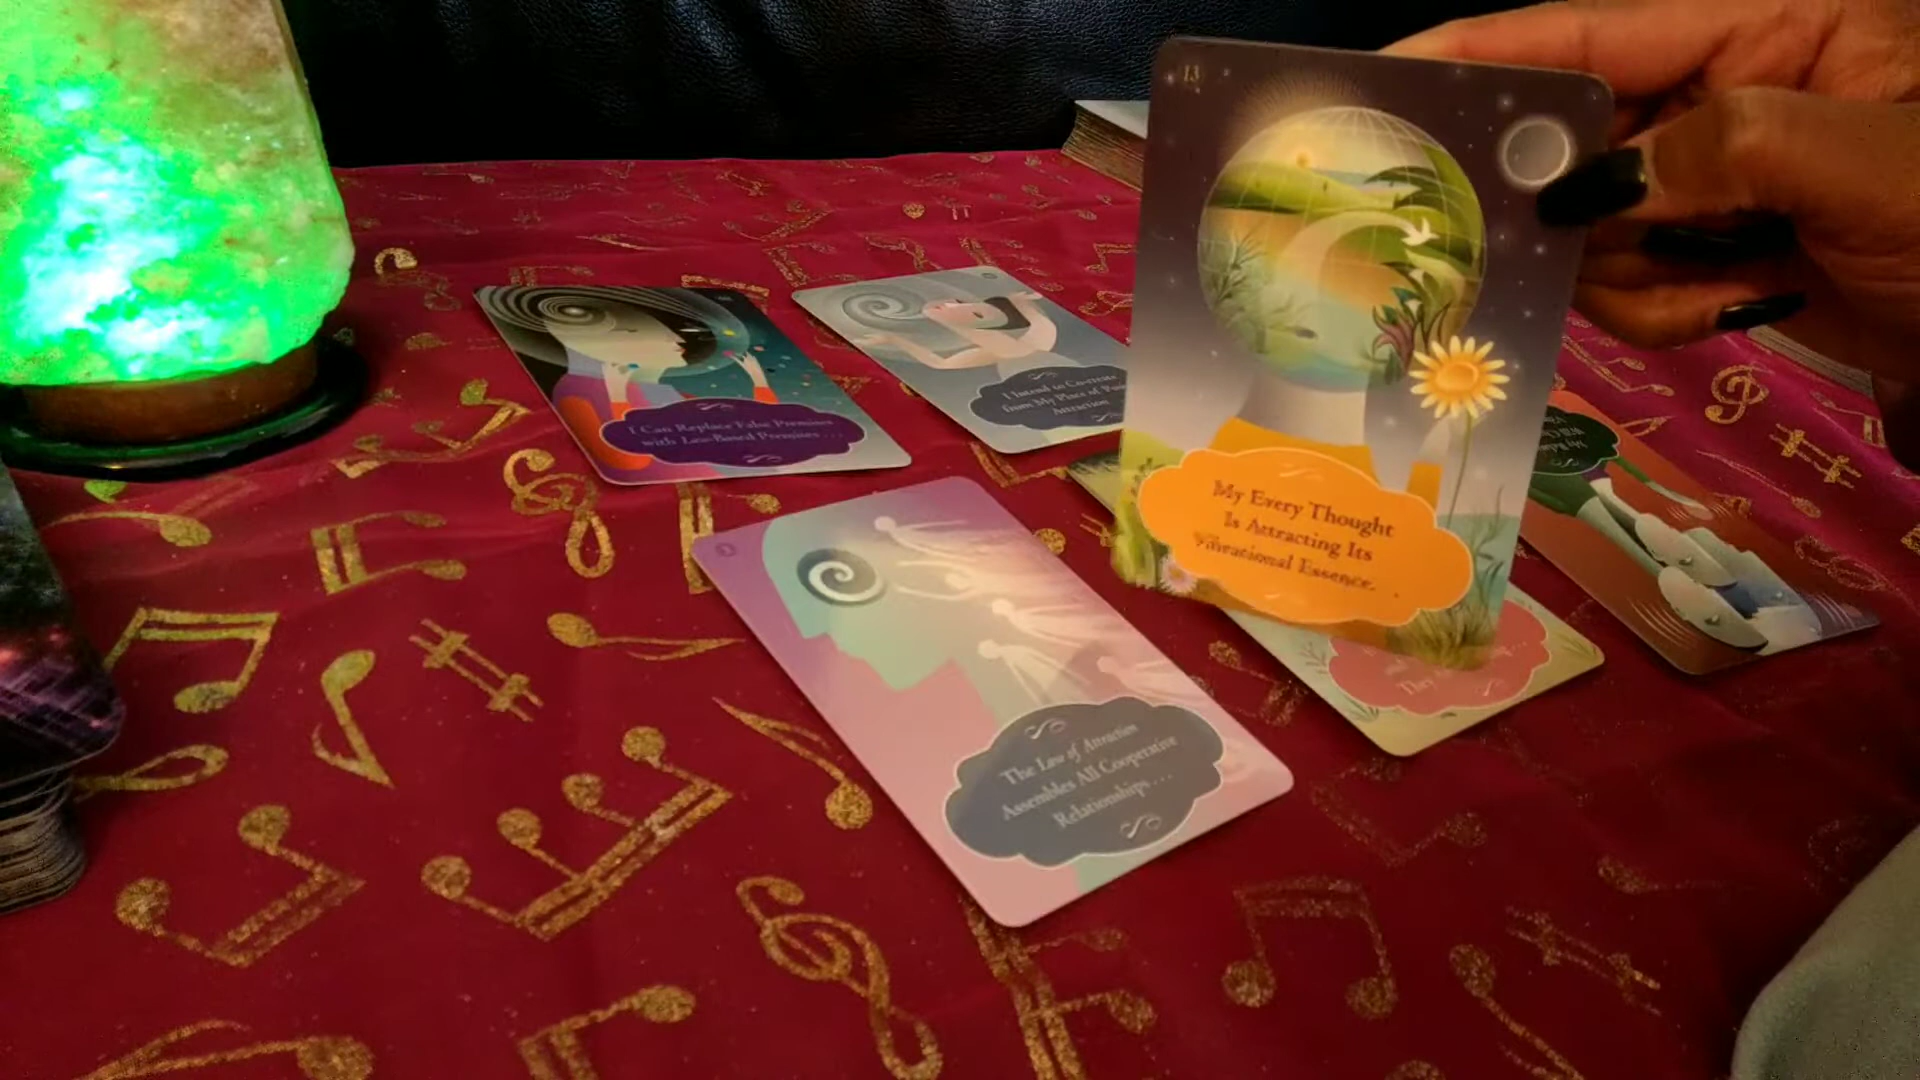 13
My Every Thought
Is Attracting Its
Vibrational Essence.
I Can Replace False Premises
with Law-Based Premises...
I Intend to Co-create
from My Place of
Attraction
The Law of Attraction
Assembles All Cooperative
Relationships...
They